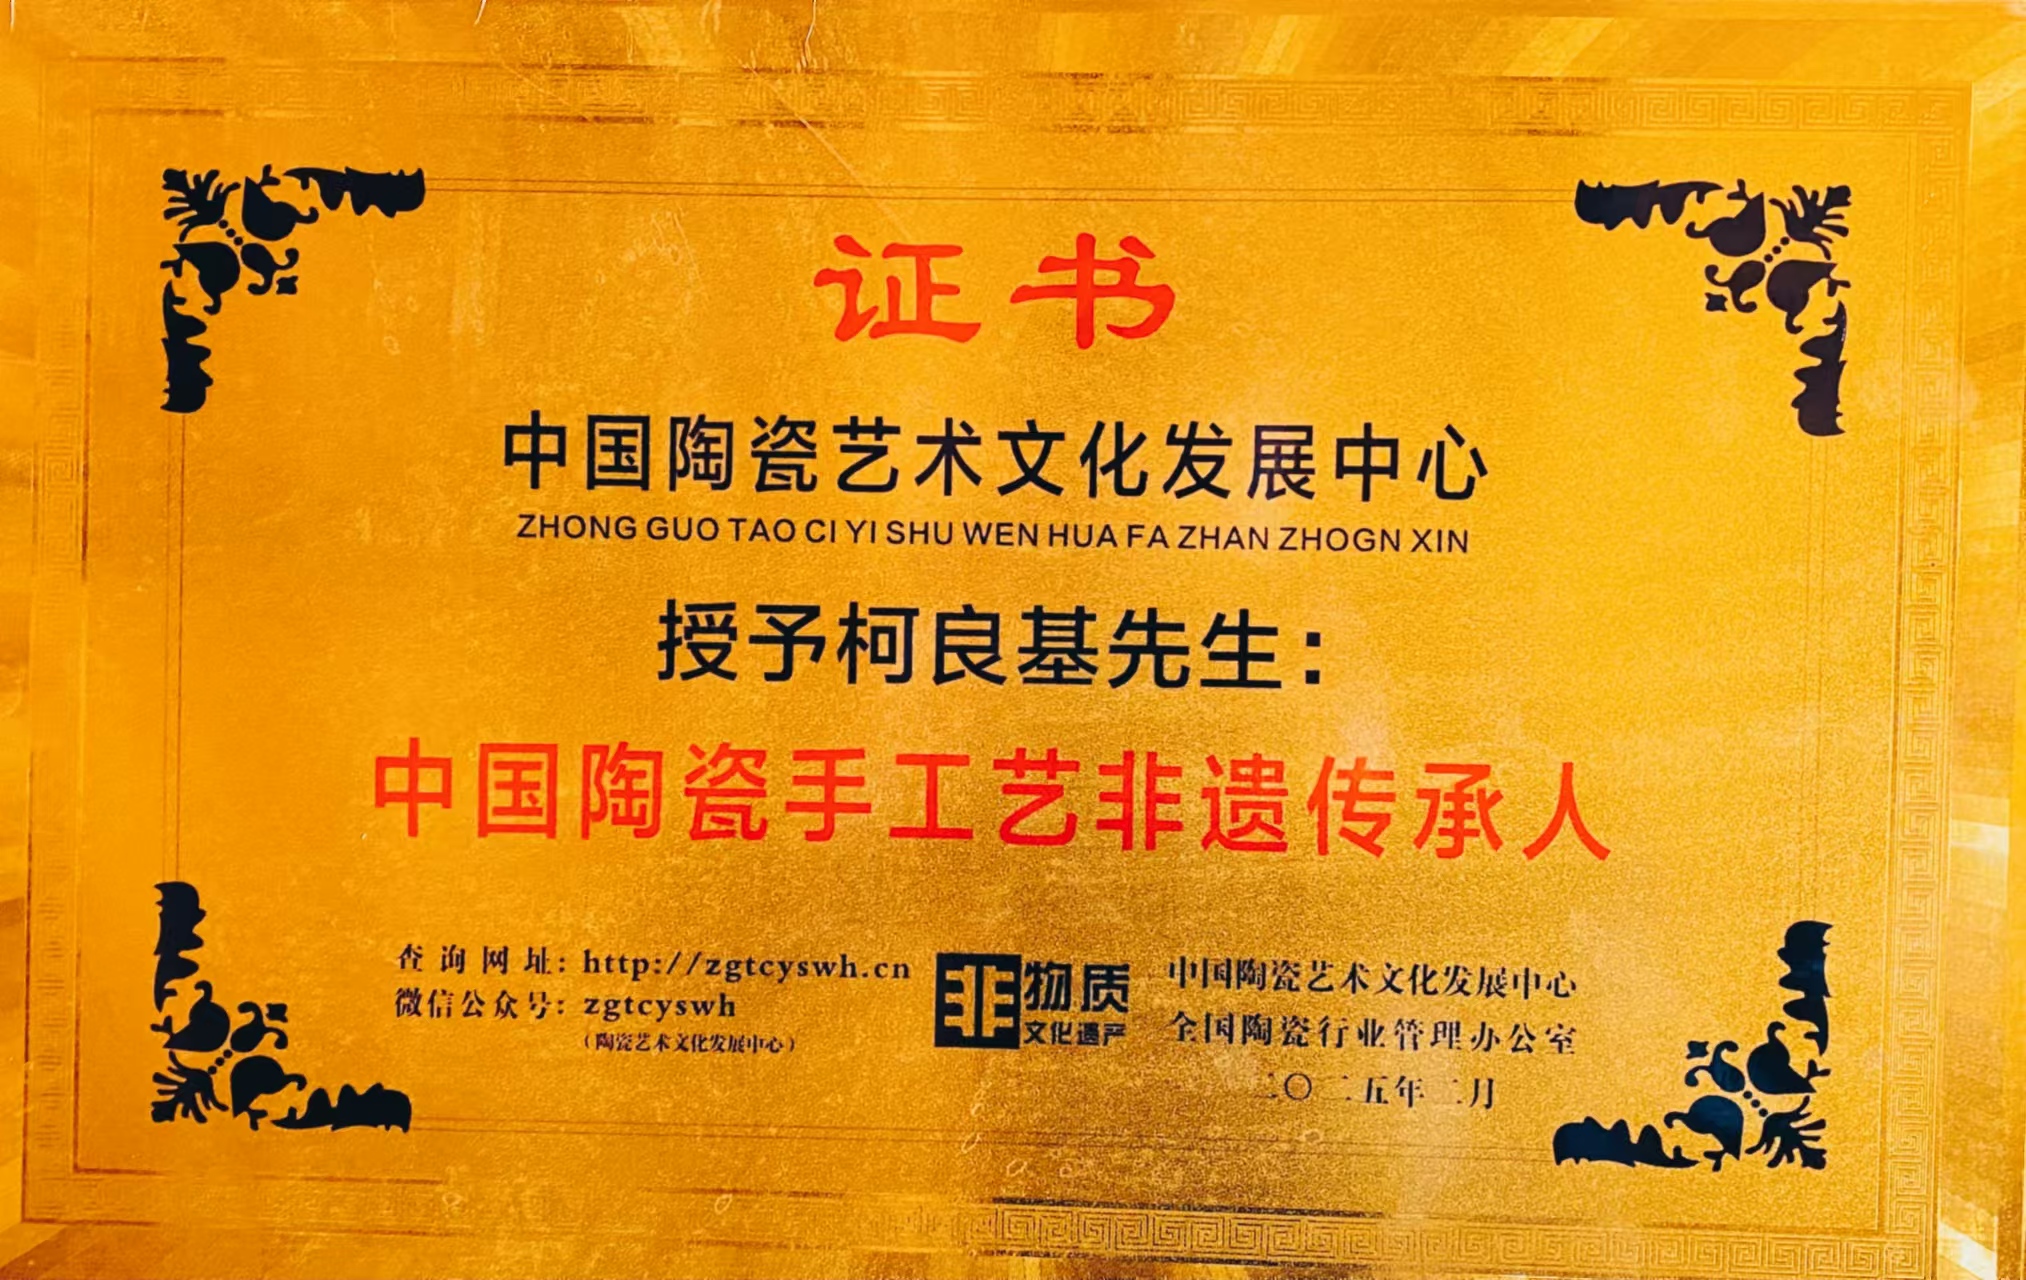 证书
中国陶瓷艺术文化发展中心
ZHONG GUO TAO CI YI SHU WEN HUA FA ZHAN ZHOGN XIN
授予柯良基先生：
中国陶瓷手工艺非遗传承人
查询网址：http://zgtcyswh.cn
微信公众号：zgtcyswh
（陶瓷艺术文化发展中心）
非物质
文化遗产
中国陶瓷艺术文化发展中心
全国陶瓷行业管理办公室
二〇二五年二月